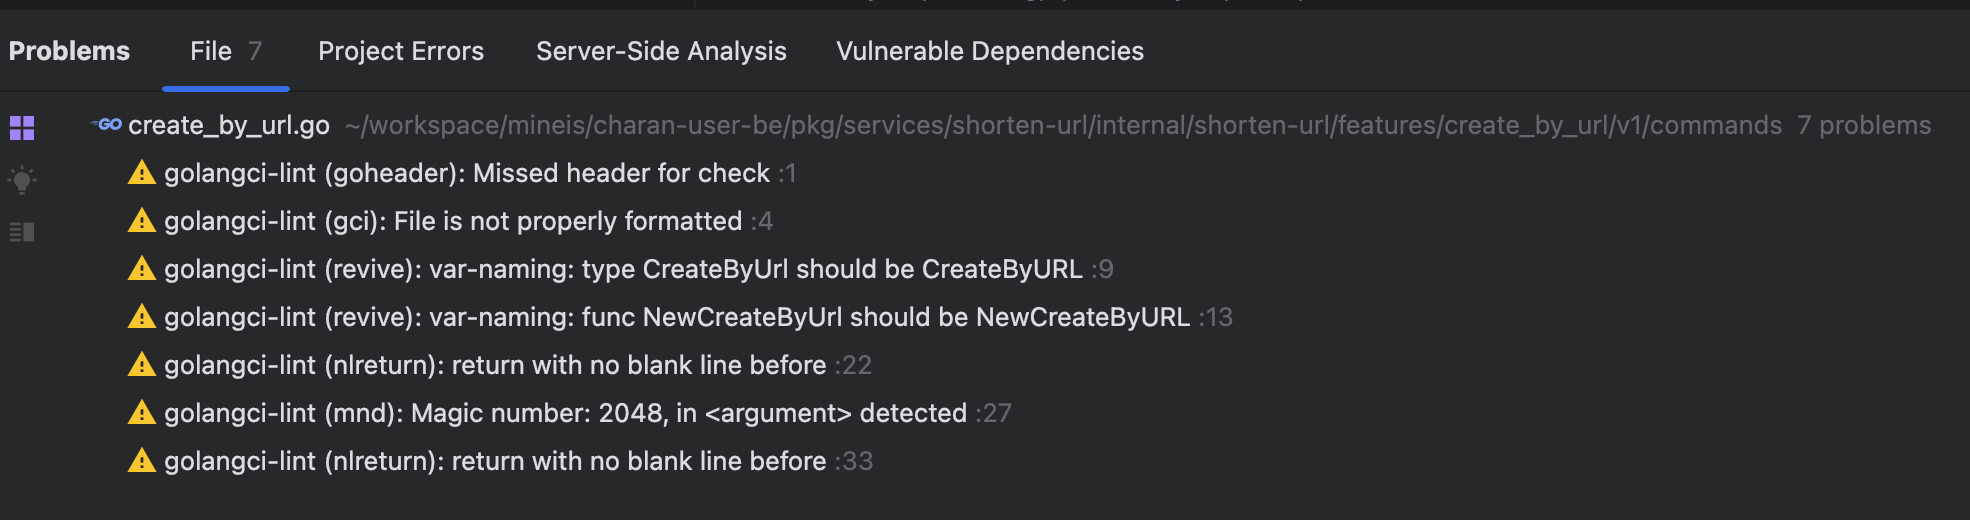 Problems File 7 Project Errors Server-Side Analysis Vulnerable Dependencies
GO create_by_url.go ~/workspace/mineis/charan-user-be/pkg/services/shorten-url/internal/shorten-url/features/create_by_url/v1/commands 7 problems
golangci-lint (goheader): Missed header for check :1
golangci-lint (gci): File is not properly formatted :4
golangci-lint (revive): var-naming: type CreateByUrl should be CreateByURL :9
golangci-lint (revive): var-naming: func NewCreateByUrl should be NewCreateByURL :13
golangci-lint (nlreturn): return with no blank line before :22
golangci-lint (mnd): Magic number: 2048, in <argument> detected :27
golangci-lint (nlreturn): return with no blank line before :33